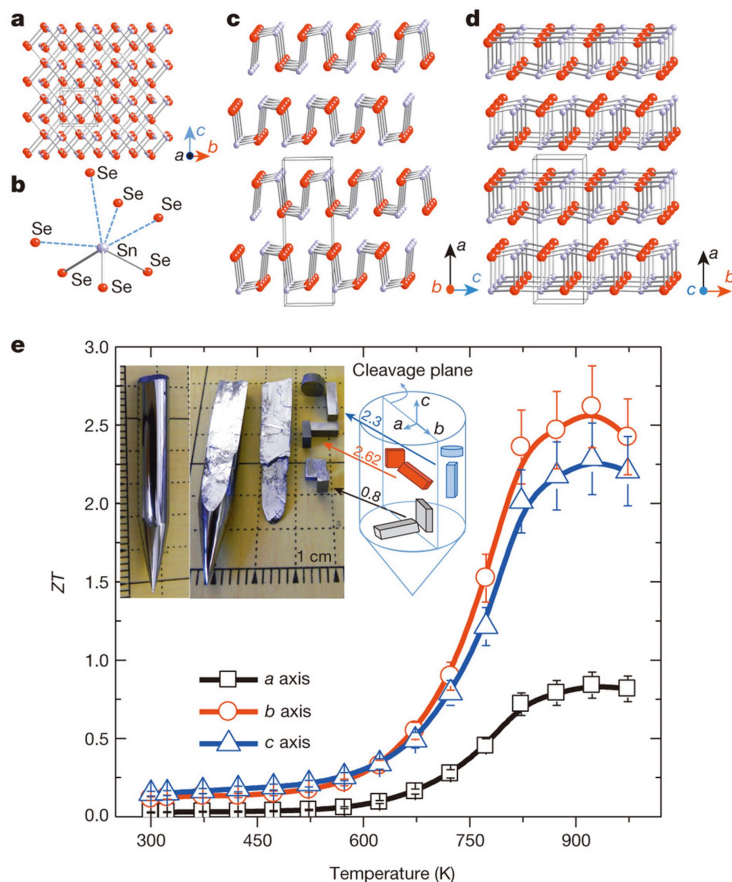 a
c
b
a
b
Se
Se
Se
Se
Sn
Se
Se
Se
c
a
b
c
d
a
c
b
e
3.0
2.5
2.0
1.5
1.0
0.5
0.0
ZT
Cleavage plane
c
a
b
2.3
2.62
0.8
1 cm
a axis
b axis
c axis
300
450
600
750
900
Temperature (K)